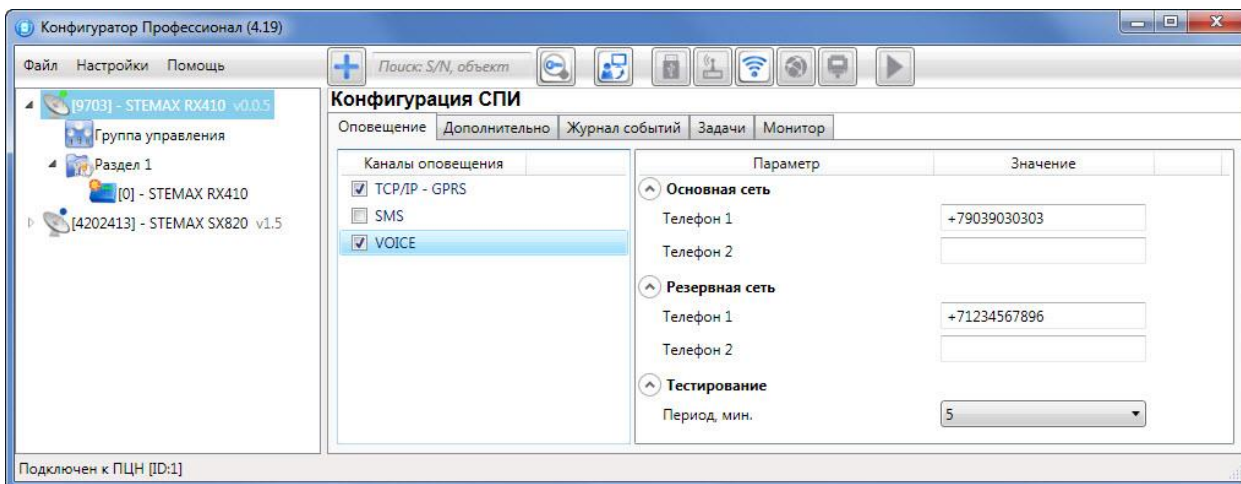 Конфигуратор Профессионал (4.19)
Файл Настройки Помощь
Поиск: S/N, объект
[9703] - STEMAX RX410 v0.0.5
Группа управления
Раздел 1
[0] - STEMAX RX410
[4202413] - STEMAX SX820 v1.5
Конфигурация СПИ
Оповещение Дополнительно Журнал событий Задачи Монитор
Каналы оповещения
TCP/IP - GPRS
SMS
VOICE
Параметр Значение
Основная сеть
Телефон 1 +79039030303
Телефон 2
Резервная сеть
Телефон 1 +71234567896
Телефон 2
Тестирование
Период, мин. 5
Подключен к ПЦН [ID:1]